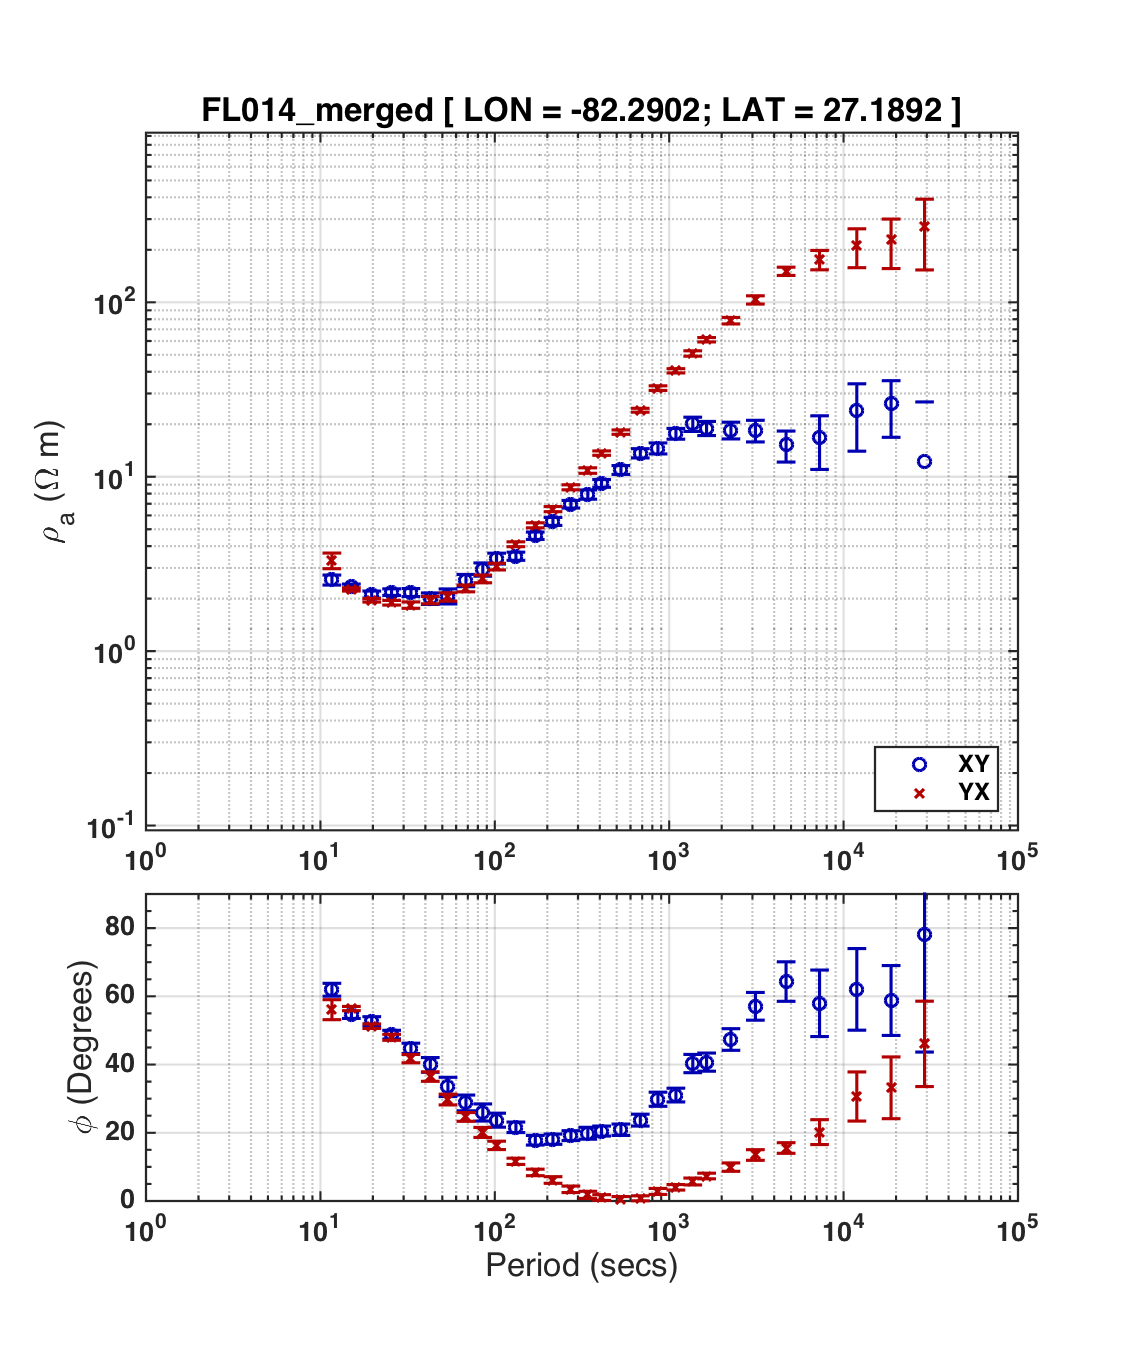 FL014_merged [ LON = -82.2902; LAT = 27.1892 ]
ρa (Ω m)
10²
10¹
10⁰
10⁻¹
XY
YX
10⁰ 10¹ 10² 10³ 10⁴ 10⁵
ϕ (Degrees)
80
60
40
20
0
10⁰ 10¹ 10² 10³ 10⁴ 10⁵
Period (secs)